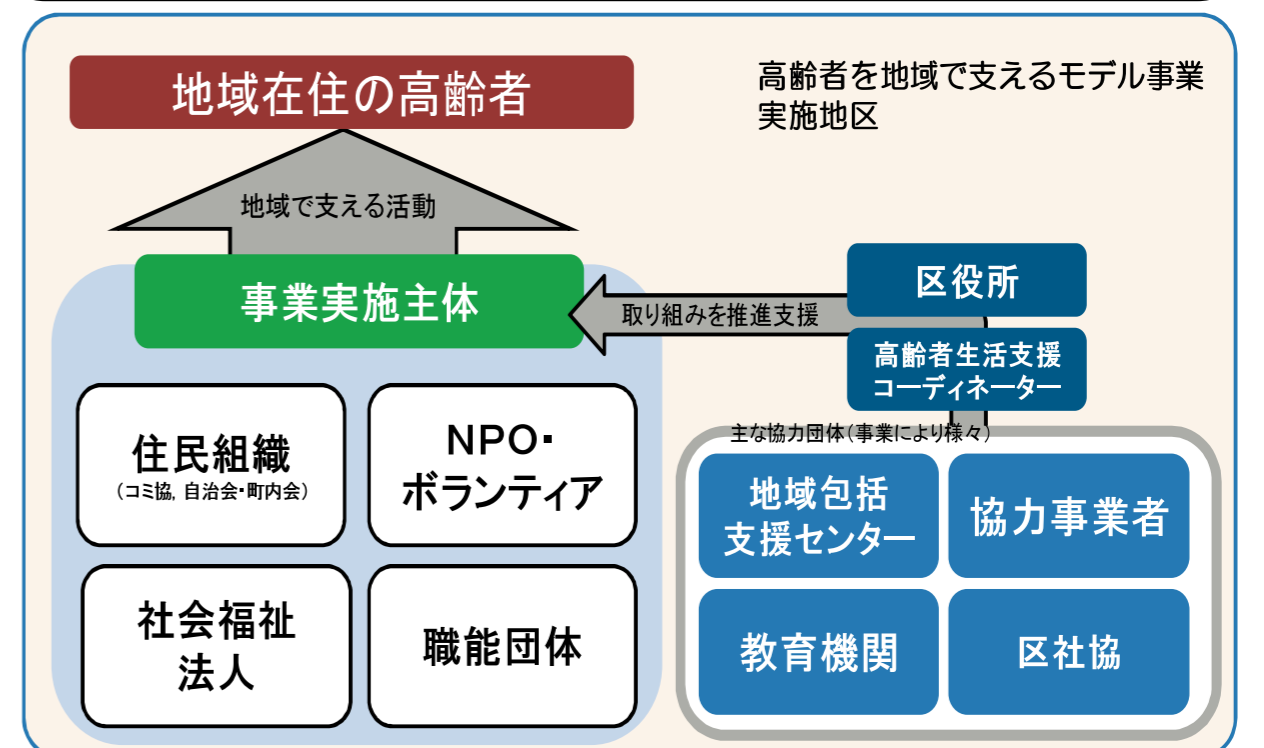 地域在住の高齢者
高齢者を地域で支えるモデル事業
実施地区
地域で支える活動
事業実施主体
取り組みを推進支援
区役所
高齢者生活支援
コーディネーター
住民組織
(コミ協, 自治会・町内会)
NPO・
ボランティア
社会福祉
法人
職能団体
主な協力団体(事業により様々)
地域包括
支援センター
協力事業者
教育機関
区社協